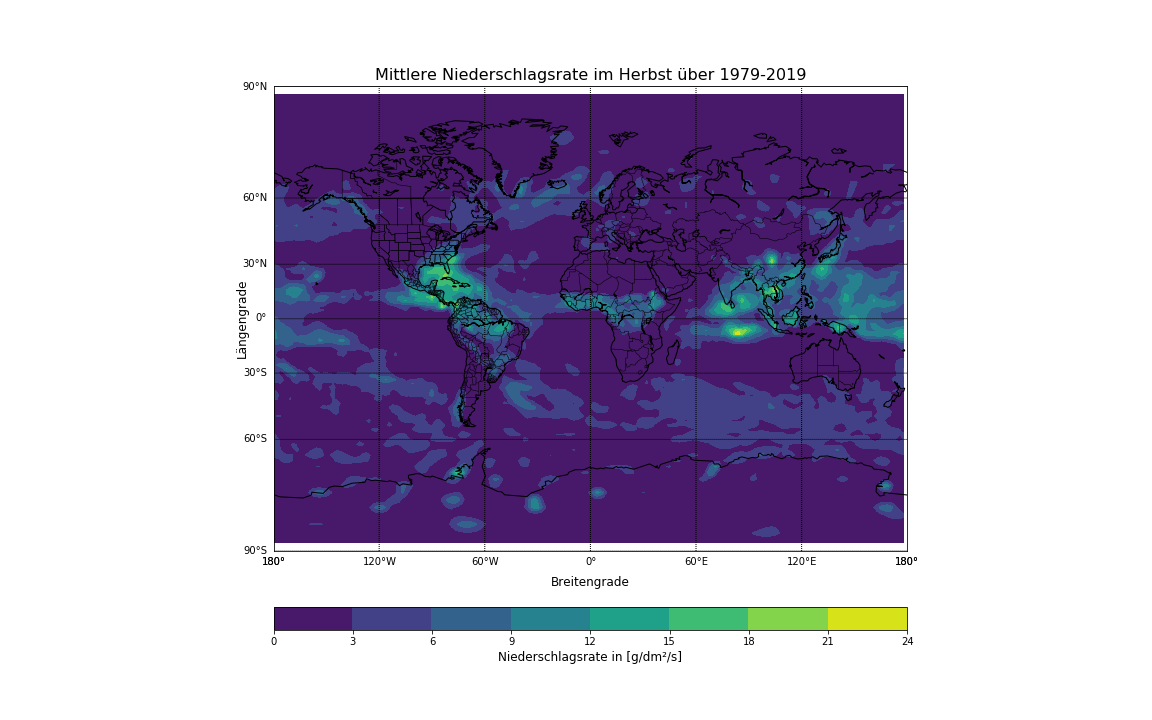 Mittlere Niederschlagsrate im Herbst über 1979-2019
90°N
60°N
30°N
0°
30°S
60°S
90°S
Längengrade
180° 120°W 60°W 0° 60°E 120°E 180°
Breitengrade
0 3 6 9 12 15 18 21 24
Niederschlagsrate in [g/dm²/s]